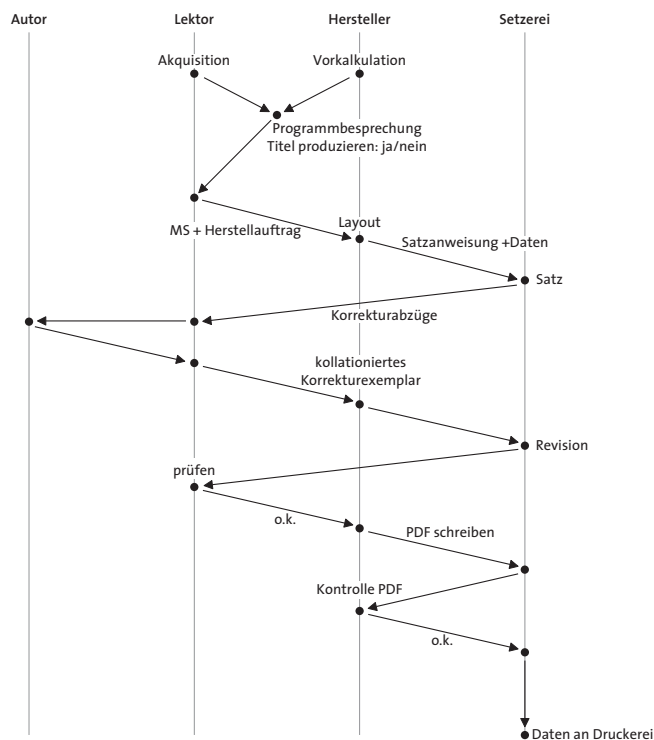 Autor
Lektor
Hersteller
Setzerei
Akquisition
Vorkalkulation
Programmbesprechung
Titel produzieren: ja/nein
MS + Herstellauftrag
Layout
Satzanweisung +Daten
Satz
Korrekturabzüge
kollationiertes
Korrekturexemplar
Revision
prüfen
o.k.
PDF schreiben
Kontrolle PDF
o.k.
Daten an Druckerei